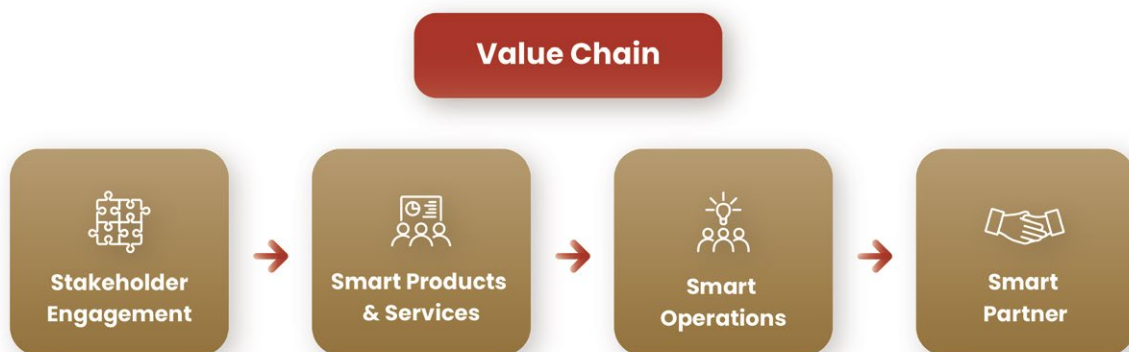 Value Chain
Stakeholder
Engagement
Smart Products
& Services
Smart
Operations
Smart
Partner